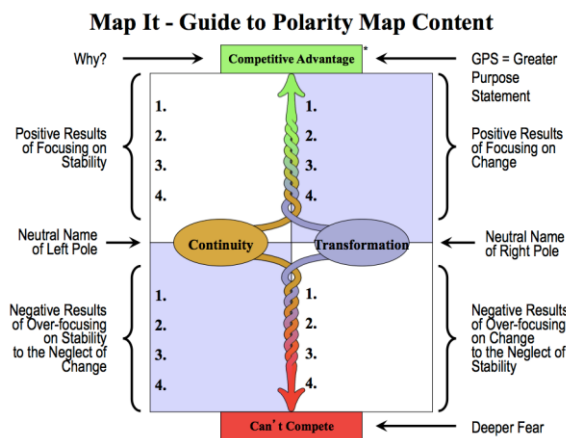 Map It - Guide to Polarity Map Content
Why?
Competitive Advantage
*
GPS = Greater
Purpose
Statement
Positive Results
of Focusing on
Stability
1.
2.
3.
4.
1.
2.
3.
4.
Positive Results
of Focusing on
Change
Neutral Name
of Left Pole
Continuity
Transformation
Neutral Name
of Right Pole
Negative Results
of Over-focusing
on Stability
to the Neglect of
Change
1.
2.
3.
4.
1.
2.
3.
4.
Negative Results
of Over-focusing
on Change
to the Neglect of
Stability
Can't Compete
Deeper Fear